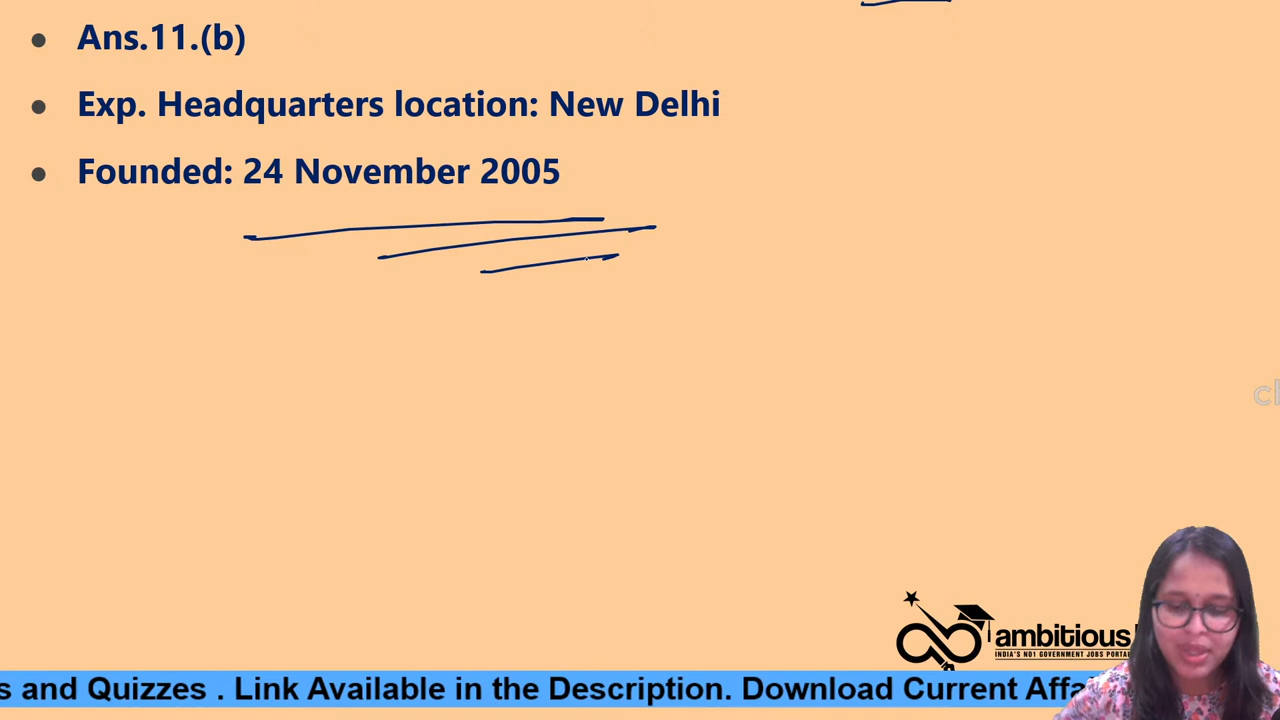 Ans.11.(b)
Exp. Headquarters location: New Delhi
Founded: 24 November 2005
ambitious
INDIA'S NO1 GOVERNMENT JOBS PORTAL
s and Quizzes . Link Available in the Description. Download Current Affa